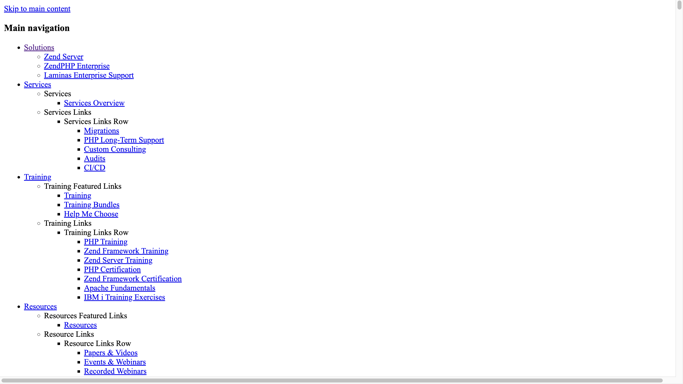 Skip to main content
Main navigation
Solutions
Zend Server
ZendPHP Enterprise
Laminas Enterprise Support
Services
Services
Services Overview
Services Links
Services Links Row
Migrations
PHP Long-Term Support
Custom Consulting
Audits
CI/CD
Training
Training Featured Links
Training
Training Bundles
Help Me Choose
Training Links
Training Links Row
PHP Training
Zend Framework Training
Zend Server Training
PHP Certification
Zend Framework Certification
Apache Fundamentals
IBM i Training Exercises
Resources
Resources Featured Links
Resources
Resource Links
Resource Links Row
Papers & Videos
Events & Webinars
Recorded Webinars